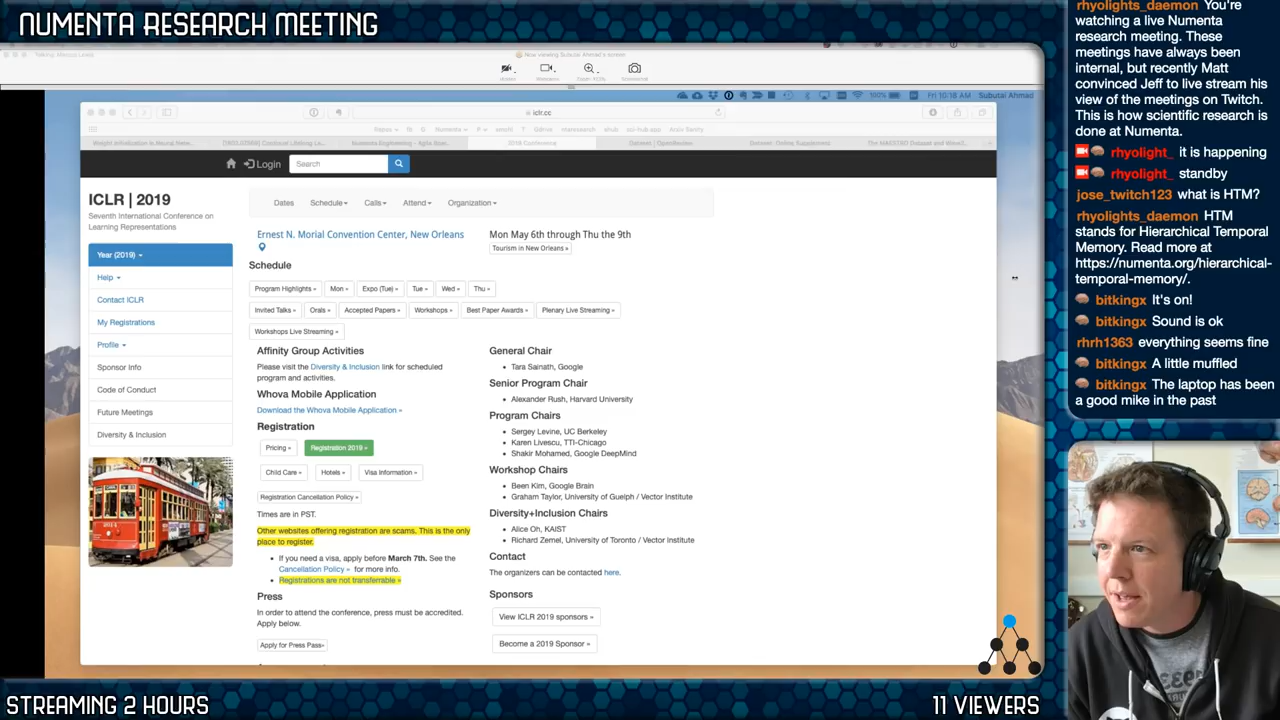 NUMENTA RESEARCH MEETING
Now viewing Subutai Ahmad's screen
Fri 10:18 AM Subutai Ahmad
100%
iclr.cc
2019 Conference
Login
Search
ICLR | 2019
Seventh International Conference on
Learning Representations
Year (2019)
Help
Contact ICLR
My Registrations
Profile
Sponsor Info
Code of Conduct
Future Meetings
Diversity & Inclusion
Dates Schedule Calls Attend Organization
Ernest N. Morial Convention Center, New Orleans
Mon May 6th through Thu the 9th
Tourism in New Orleans »
Schedule
Program Highlights » Mon » Expo (Tue) » Tue » Wed » Thu »
Invited Talks » Orals » Accepted Papers » Workshops » Best Paper Awards » Plenary Live Streaming »
Workshops Live Streaming »
Affinity Group Activities
Please visit the Diversity & Inclusion link for scheduled
program and activities.
Whova Mobile Application
Download the Whova Mobile Application »
Registration
Pricing » Registration 2019 »
Child Care » Hotels » Visa Information »
Registration Cancellation Policy »
Times are in PST.
Other websites offering registration are scams. This is the only
place to register.
If you need a visa, apply before March 7th. See the
Cancellation Policy » for more info.
Registrations are not transferrable »
Press
In order to attend the conference, press must be accredited.
Apply below.
Apply for Press Pass»
General Chair
Tara Sainath, Google
Senior Program Chair
Alexander Rush, Harvard University
Program Chairs
Sergey Levine, UC Berkeley
Karen Livescu, TTI-Chicago
Shakir Mohamed, Google DeepMind
Workshop Chairs
Been Kim, Google Brain
Graham Taylor, University of Guelph / Vector Institute
Diversity+Inclusion Chairs
Alice Oh, KAIST
Richard Zemel, University of Toronto / Vector Institute
Contact
The organizers can be contacted here.
Sponsors
View ICLR 2019 sponsors »
Become a 2019 Sponsor »
rhyolights_daemon You're
watching a live Numenta
research meeting. These
meetings have always been
internal, but recently Matt
convinced Jeff to live stream his
view of the meetings on Twitch.
This is how scientific research is
done at Numenta.
rhyolight_ it is happening
rhyolight_ standby
jose_twitch123 what is HTM?
rhyolights_daemon HTM
stands for Hierarchical Temporal
Memory. Read more at
https://numenta.org/hierarchical-
temporal-memory/.
bitkingx It's on!
bitkingx Sound is ok
rhrh1363 everything seems fine
bitkingx A little muffled
bitkingx The laptop has been
a good mike in the past
STREAMING 2 HOURS
11 VIEWERS